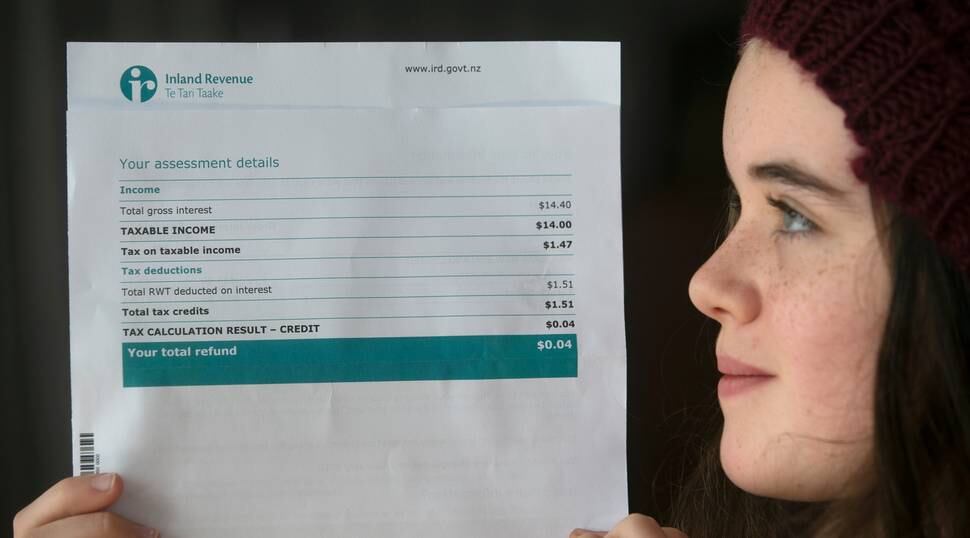 ir
Inland Revenue
Te Tari Taake
www.ird.govt.nz
Your assessment details
Income
Total gross interest $14.40
TAXABLE INCOME $14.00
Tax on taxable income $1.47
Tax deductions
Total RWT deducted on interest $1.51
Total tax credits $1.51
TAX CALCULATION RESULT – CREDIT $0.04
Your total refund $0.04